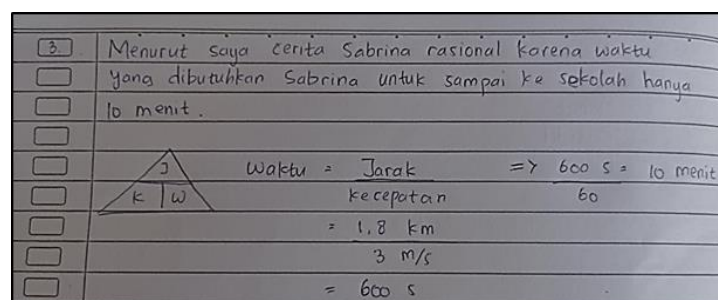 3. Menurut saya cerita Sabrina rasional karena waktu
yang dibutuhkan Sabrina untuk sampai ke sekolah hanya
10 menit.
J
K W
Waktu = Jarak => 600 s = 10 menit
kecepatan 60
= 1,8 km
3 m/s
= 600 s